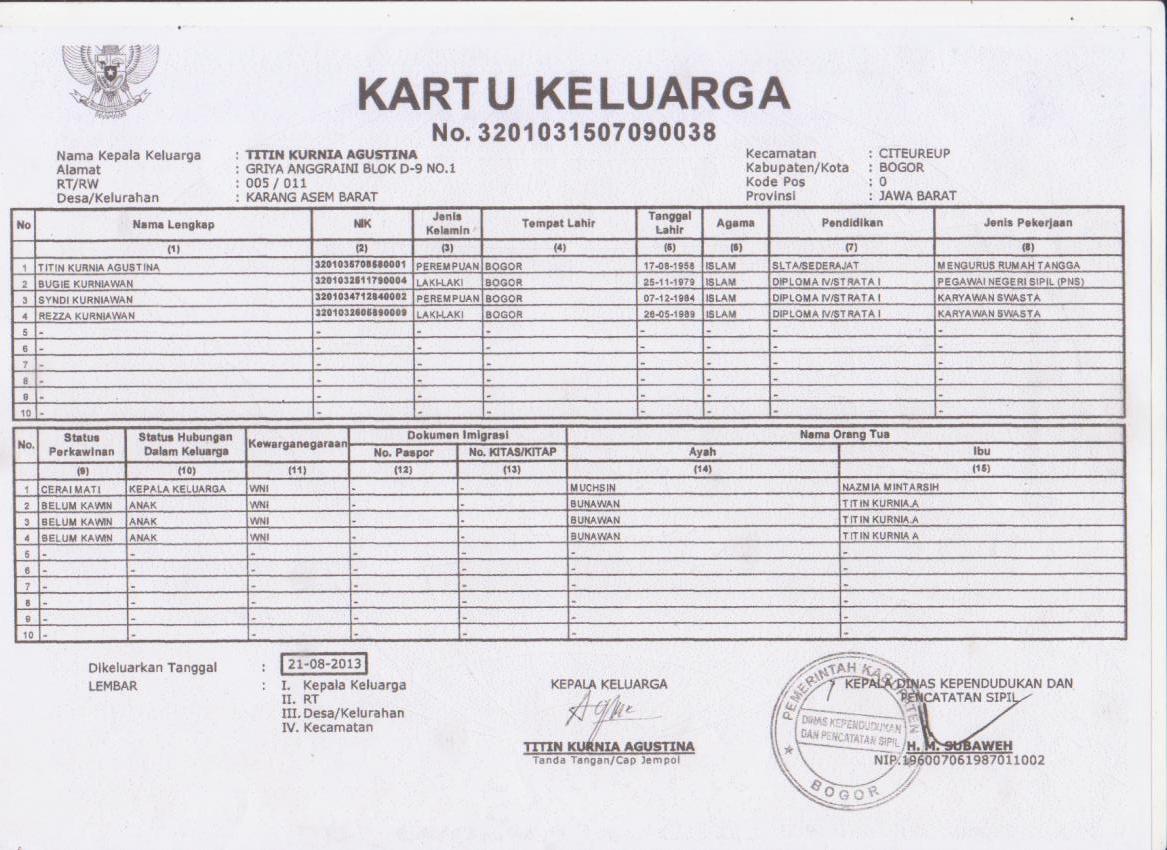 KARTU KELUARGA
No. 3201031507090038
Nama Kepala Keluarga : TITIN KURNIA AGUSTINA
Alamat : GRIYA ANGGRAINI BLOK D-9 NO.1
RT/RW : 005 / 011
Desa/Kelurahan : KARANG ASEM BARAT
Kecamatan : CITEUREUP
Kabupaten/Kota : BOGOR
Kode Pos : 0
Provinsi : JAWA BARAT
No Nama Lengkap NIK Jenis Kelamin Tempat Lahir Tanggal Lahir Agama Pendidikan Jenis Pekerjaan
(1) (2) (3) (4) (5) (6) (7) (8)
1 TITIN KURNIA AGUSTINA 3201035708580001 PEREMPUAN BOGOR 17-08-1958 ISLAM SLTA/SEDERAJAT MENGURUS RUMAH TANGGA
2 BUGIE KURNIAWAN 3201032511790004 LAKI-LAKI BOGOR 25-11-1979 ISLAM DIPLOMA IV/STRATA I PEGAWAI NEGERI SIPIL (PNS)
3 SYNDI KURNIAWAN 3201034712840002 PEREMPUAN BOGOR 07-12-1984 ISLAM DIPLOMA IV/STRATA I KARYAWAN SWASTA
4 REZZA KURNIAWAN 3201032605890009 LAKI-LAKI BOGOR 26-05-1989 ISLAM DIPLOMA IV/STRATA I KARYAWAN SWASTA
5 - - - - - - - -
6 - - - - - - - -
7 - - - - - - - -
8 - - - - - - - -
9 - - - - - - - -
10 - - - - - - - -
No. Status Perkawinan Status Hubungan Dalam Keluarga Kewarganegaraan Dokumen Imigrasi Nama Orang Tua
No. Paspor No. KITAS/KITAP Ayah Ibu
(9) (10) (11) (12) (13) (14) (15)
1 CERAI MATI KEPALA KELUARGA WNI - - MUCHSIN NAZMIA MINTARSIH
2 BELUM KAWIN ANAK WNI - - BUNAWAN TITIN KURNIA.A
3 BELUM KAWIN ANAK WNI - - BUNAWAN TITIN KURNIA.A
4 BELUM KAWIN ANAK WNI - - BUNAWAN TITIN KURNIA A
5 - - - - - - -
6 - - - - - - -
7 - - - - - - -
8 - - - - - - -
9 - - - - - - -
10 - - - - - - -
Dikeluarkan Tanggal : 21-08-2013
LEMBAR : I. Kepala Keluarga
II. RT
III. Desa/Kelurahan
IV. Kecamatan
KEPALA KELUARGA
TITIN KURNIA AGUSTINA
Tanda Tangan/Cap Jempol
KEPALA DINAS KEPENDUDUKAN DAN
PENCATATAN SIPIL
H. M. SUBAWEH
NIP.196007061987011002
PEMERINTAH KABUPATEN
DINAS KEPENDUDUKAN
DAN PENCATATAN SIPIL
BOGOR